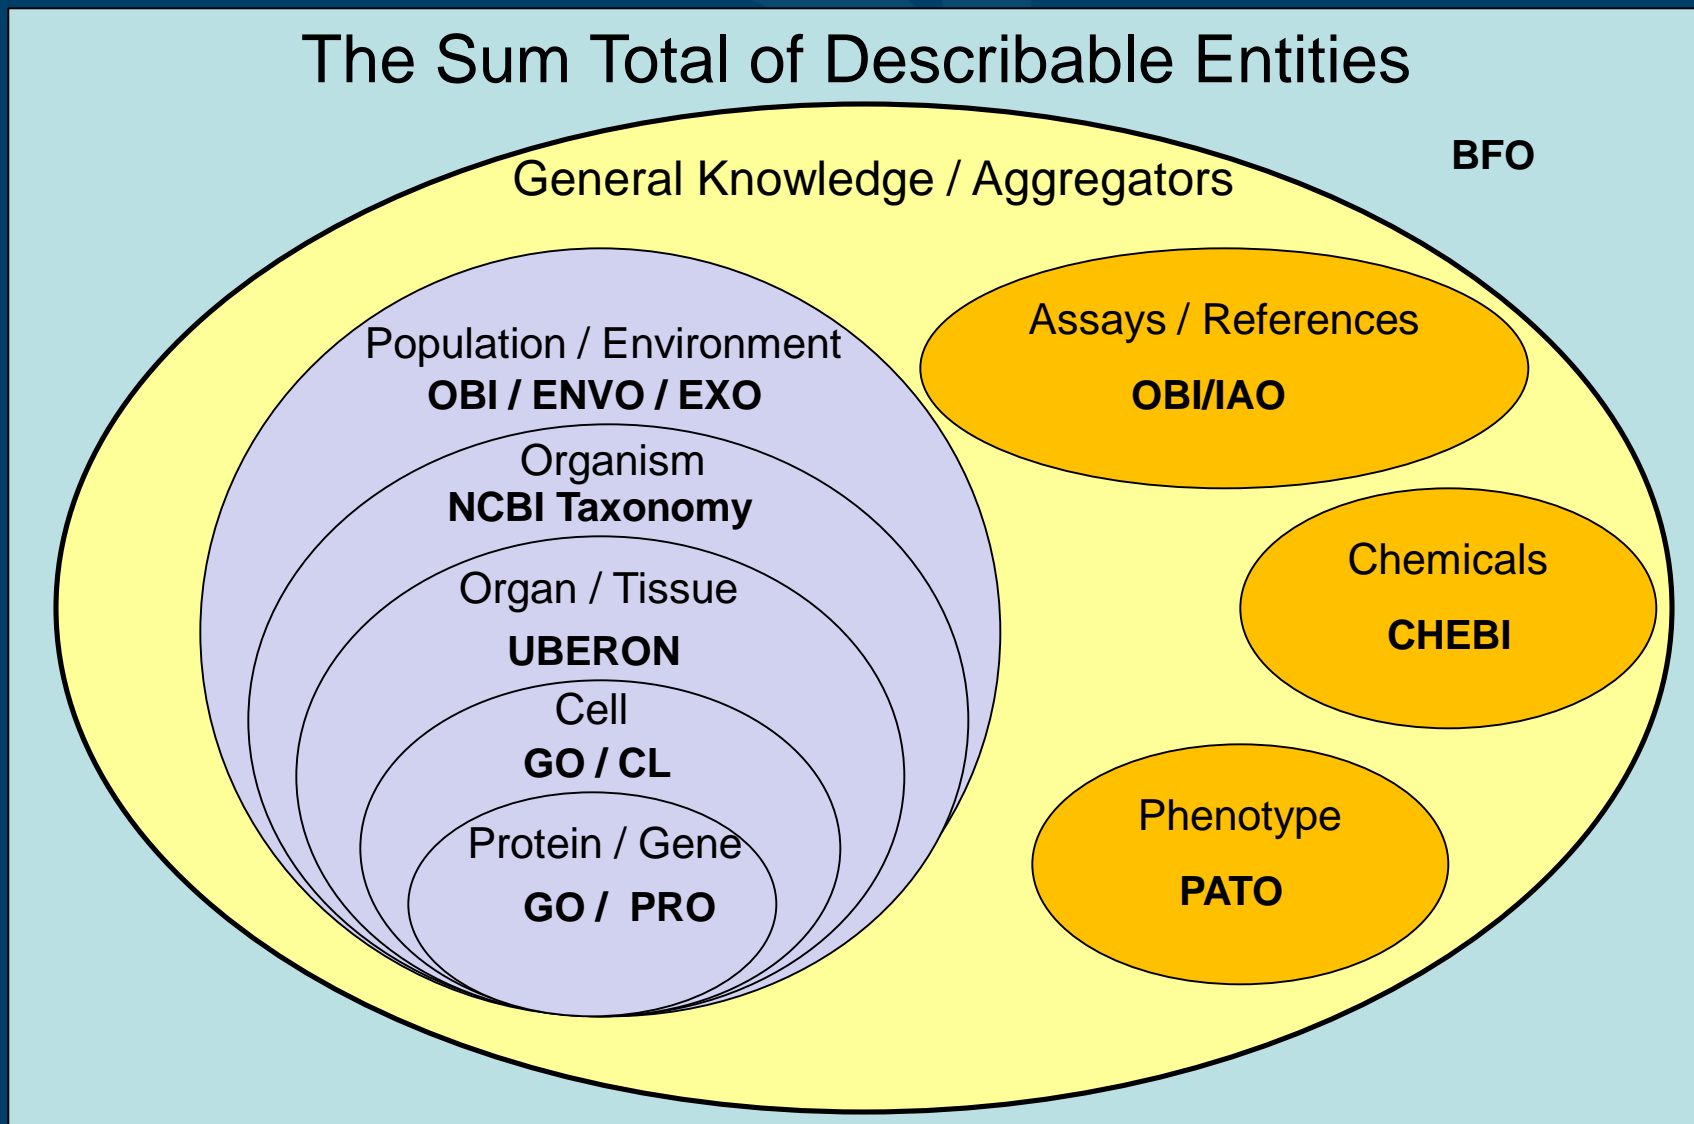 The Sum Total of Describable Entities
BFO
General Knowledge / Aggregators
Population / Environment
OBI / ENVO / EXO
Organism
NCBI Taxonomy
Organ / Tissue
UBERON
Cell
GO / CL
Protein / Gene
GO /  PRO
Assays / References
OBI/IAO
Chemicals
CHEBI
Phenotype
PATO